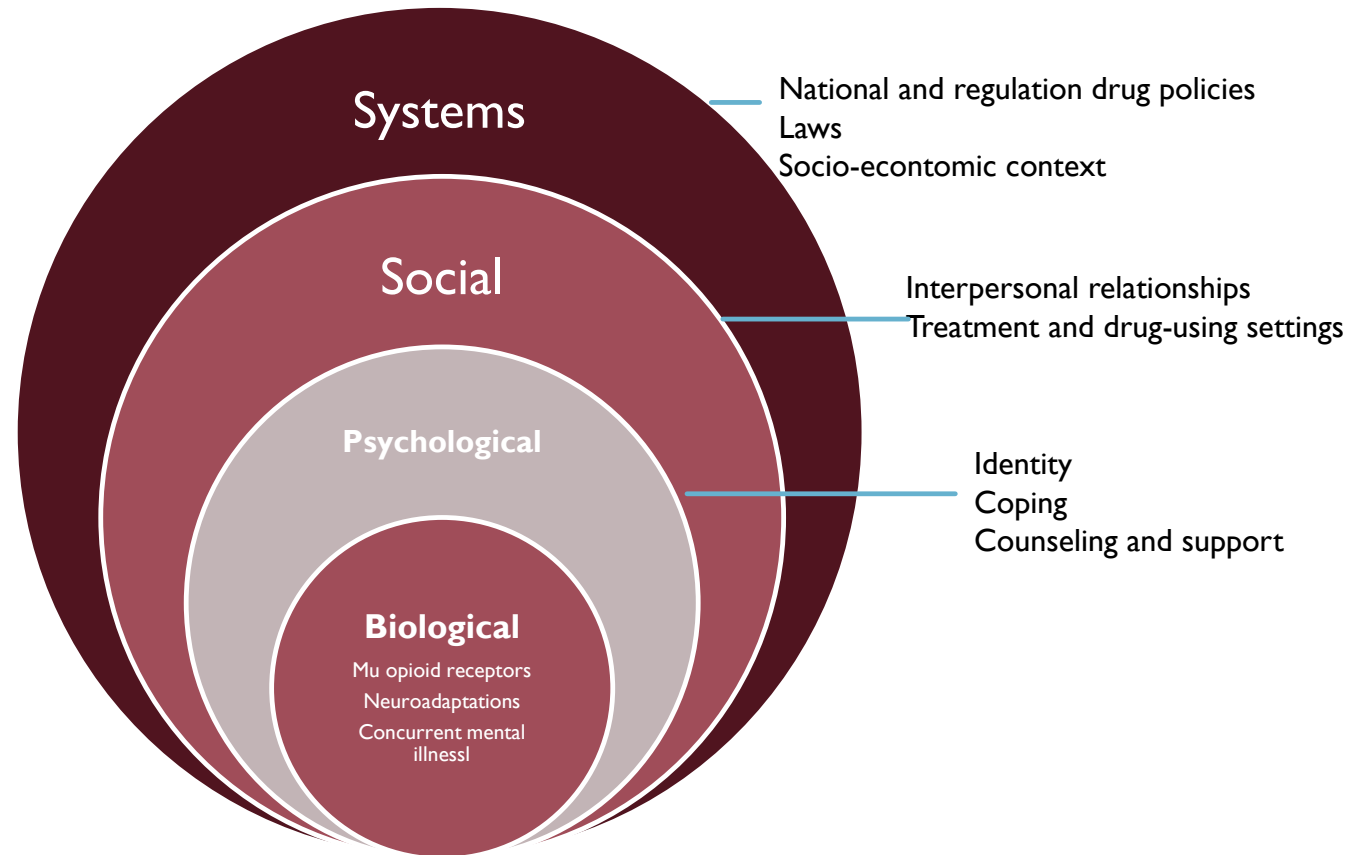 Systems
National and regulation drug policies
Laws
Socio-econtomic context
Social
Interpersonal relationships
Treatment and drug-using settings
Psychological
Identity
Coping
Counseling and support
Biological
Mu opioid receptors
Neuroadaptations
Concurrent mental
illnessl